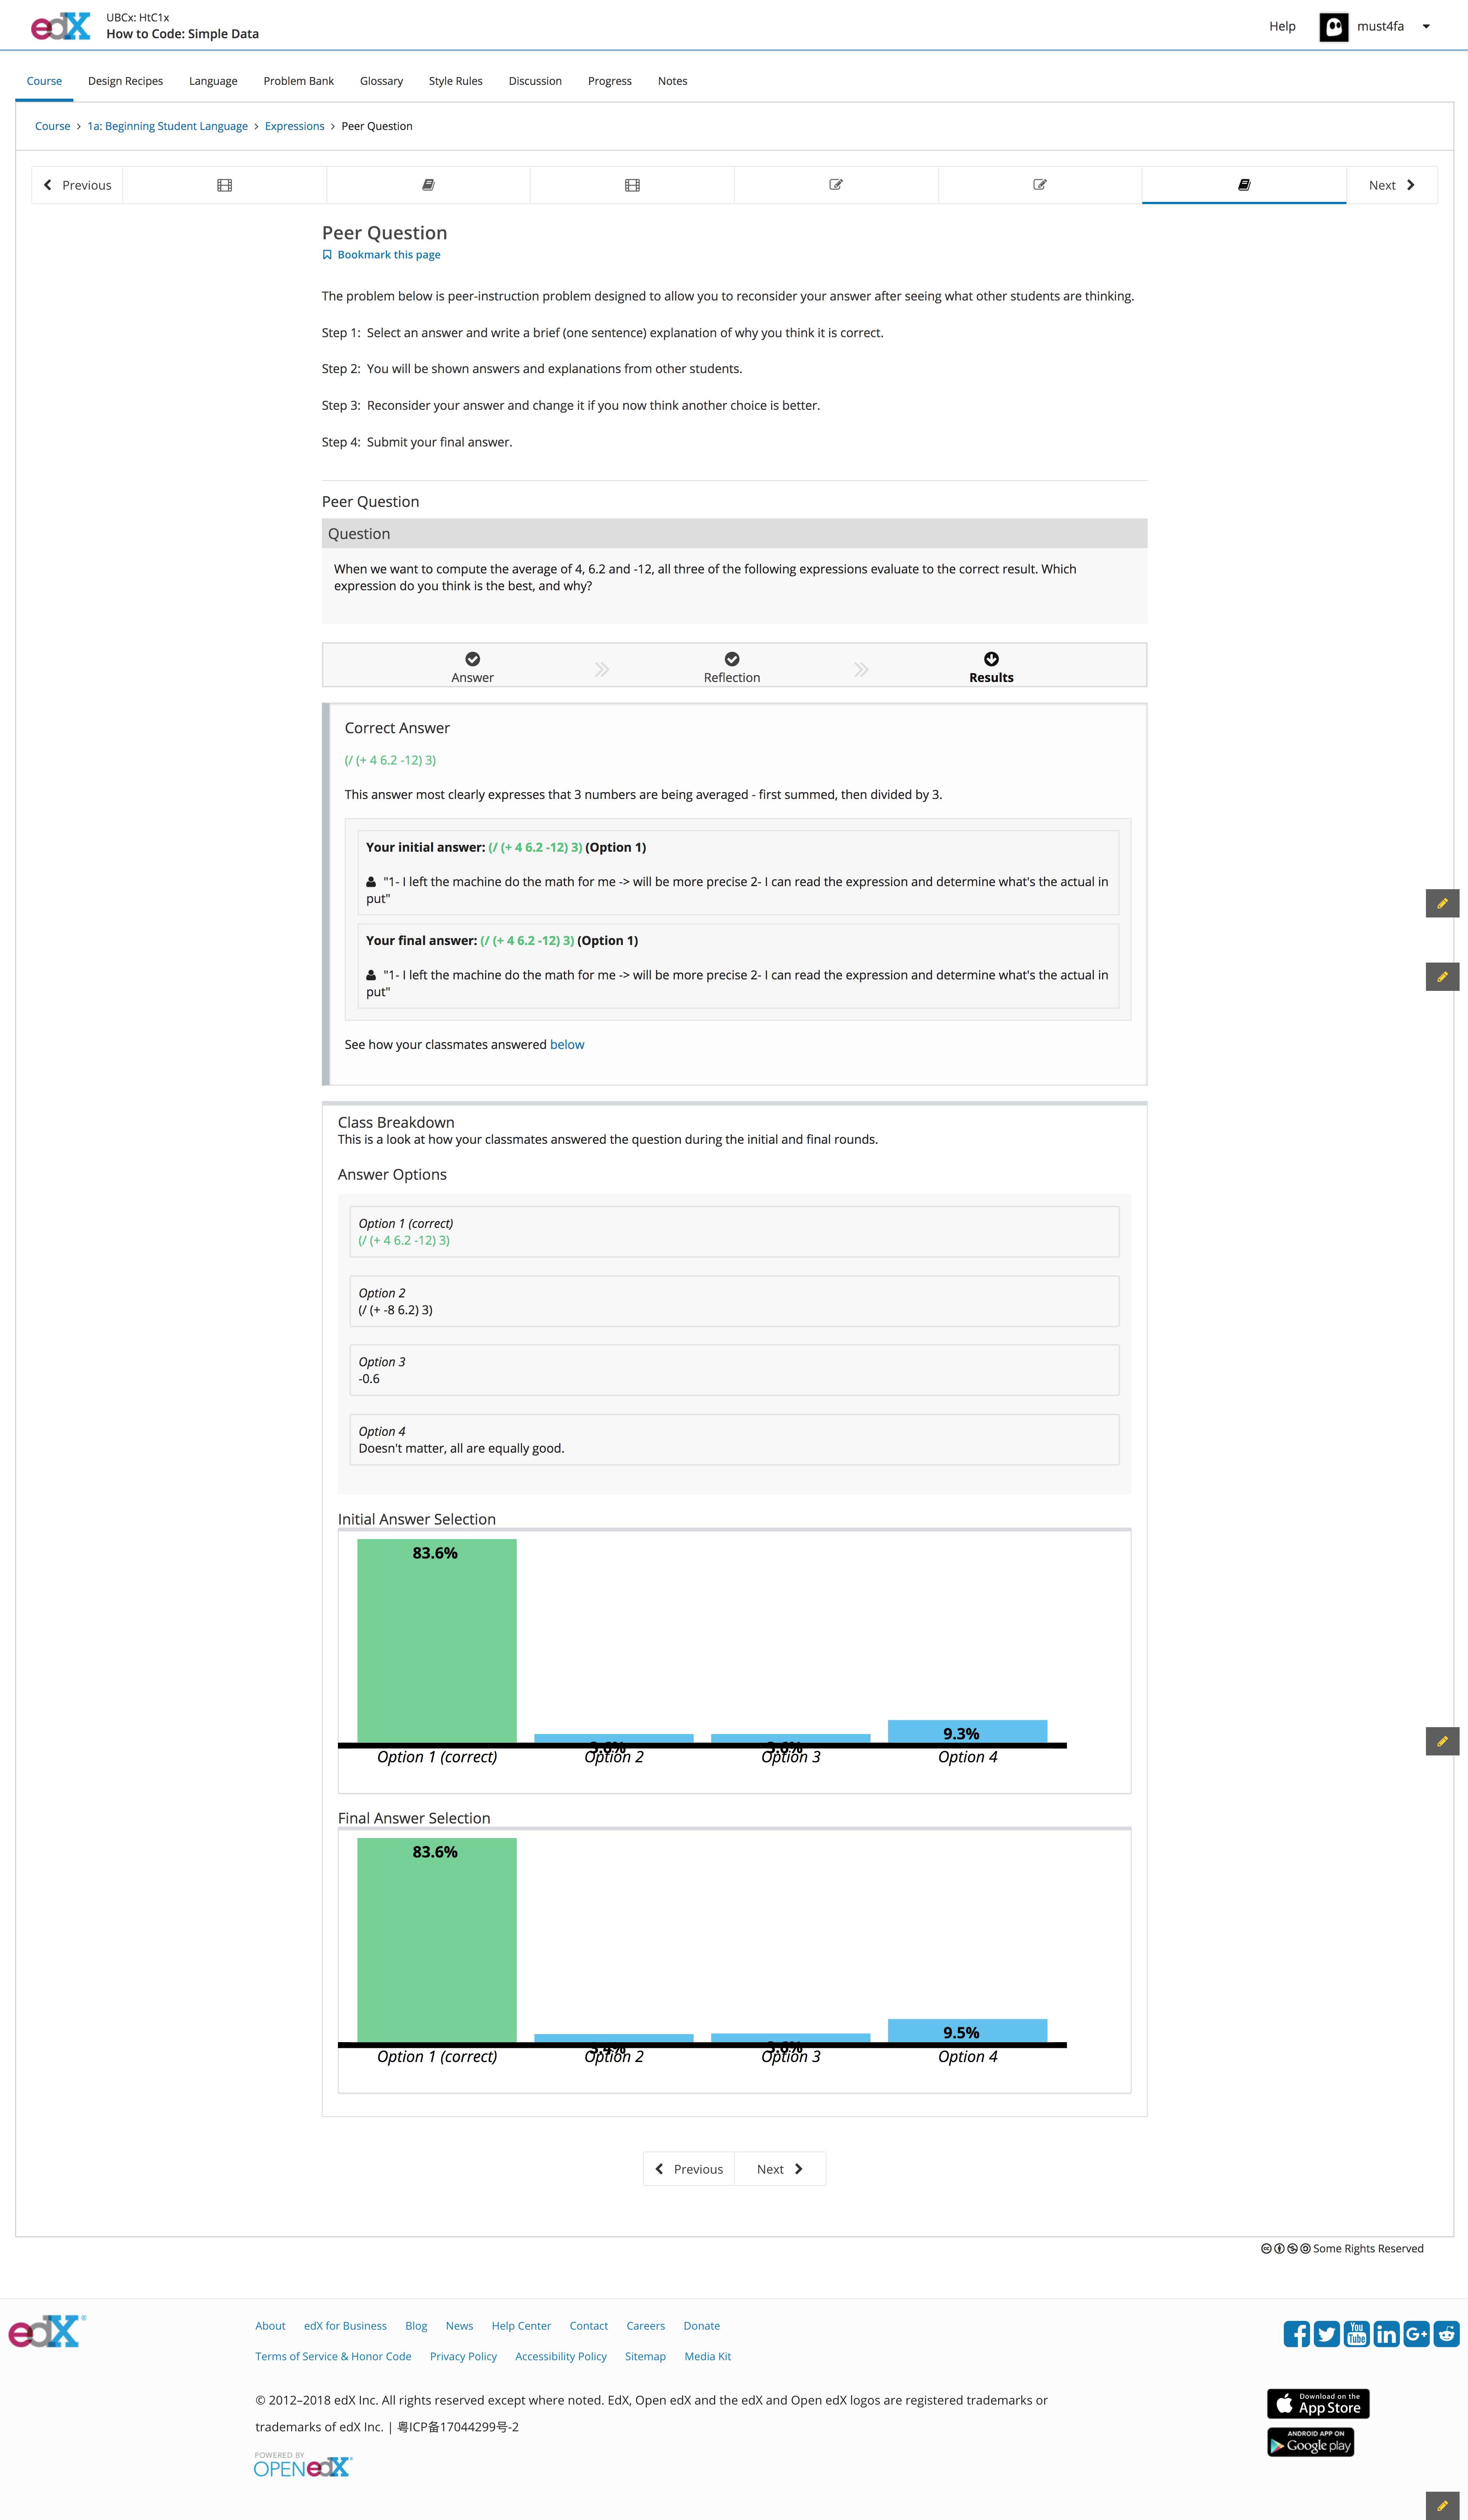 edX
UBCx: HtC1x
How to Code: Simple Data
Help
must4fa
Course
Design Recipes
Language
Problem Bank
Glossary
Style Rules
Discussion
Progress
Notes
Course > 1a: Beginning Student Language > Expressions > Peer Question
Previous
Next
Peer Question
Bookmark this page
The problem below is peer-instruction problem designed to allow you to reconsider your answer after seeing what other students are thinking.
Step 1: Select an answer and write a brief (one sentence) explanation of why you think it is correct.
Step 2: You will be shown answers and explanations from other students.
Step 3: Reconsider your answer and change it if you now think another choice is better.
Step 4: Submit your final answer.
Peer Question
Question
When we want to compute the average of 4, 6.2 and -12, all three of the following expressions evaluate to the correct result. Which
expression do you think is the best, and why?
Answer
Reflection
Results
Correct Answer
(/ (+ 4 6.2 -12) 3)
This answer most clearly expresses that 3 numbers are being averaged - first summed, then divided by 3.
Your initial answer: (/ (+ 4 6.2 -12) 3) (Option 1)
"1- I left the machine do the math for me -> will be more precise 2- I can read the expression and determine what's the actual in
put"
Your final answer: (/ (+ 4 6.2 -12) 3) (Option 1)
"1- I left the machine do the math for me -> will be more precise 2- I can read the expression and determine what's the actual in
put"
See how your classmates answered below
Class Breakdown
This is a look at how your classmates answered the question during the initial and final rounds.
Answer Options
Option 1 (correct)
(/ (+ 4 6.2 -12) 3)
Option 2
(/ (+ -8 6.2) 3)
Option 3
-0.6
Option 4
Doesn't matter, all are equally good.
Initial Answer Selection
83.6%
3.6%
3.6%
9.3%
Option 1 (correct)
Option 2
Option 3
Option 4
Final Answer Selection
83.6%
3.4%
3.6%
9.5%
Option 1 (correct)
Option 2
Option 3
Option 4
Previous
Next
Some Rights Reserved
edX
About
edX for Business
Blog
News
Help Center
Contact
Careers
Donate
Terms of Service & Honor Code
Privacy Policy
Accessibility Policy
Sitemap
Media Kit
© 2012–2018 edX Inc. All rights reserved except where noted. EdX, Open edX and the edX and Open edX logos are registered trademarks or
trademarks of edX Inc. | 粤ICP备17044299号-2
POWERED BY
OPEN edX
You
Tube
in
G+
Download on the
App Store
ANDROID APP ON
Google play